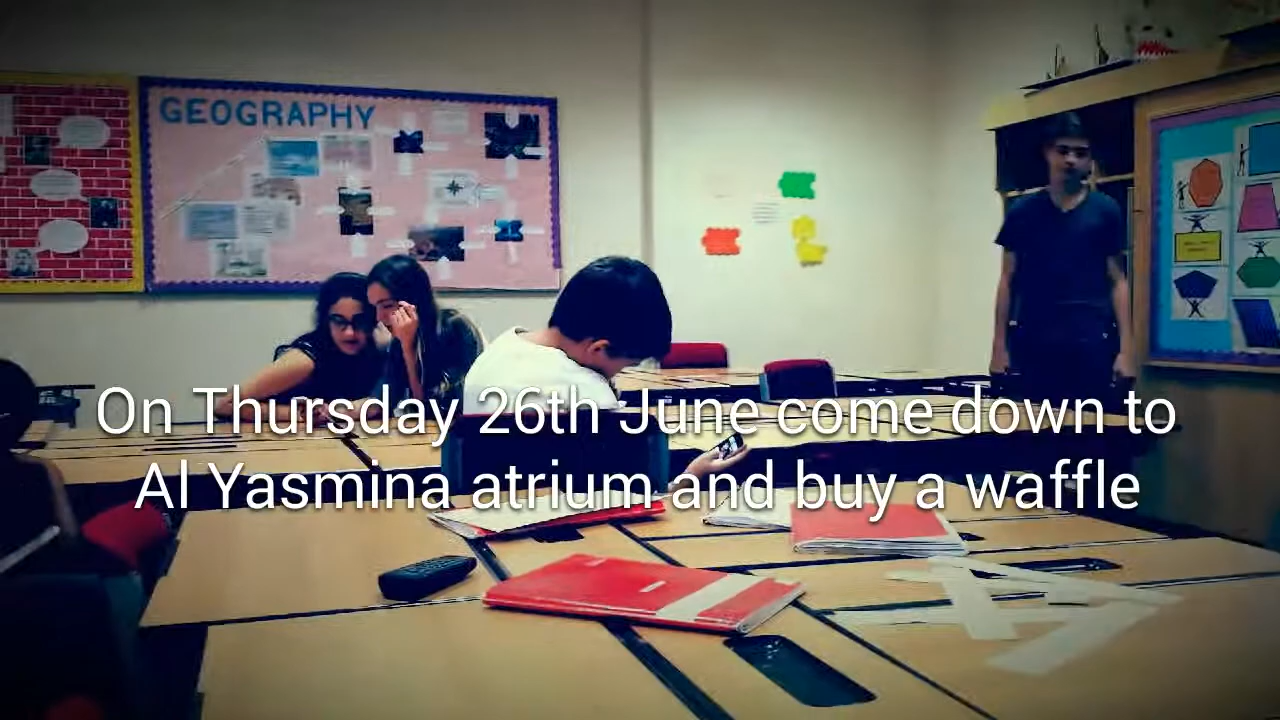 GEOGRAPHY
On Thursday 26th June come down to
Al Yasmina atrium and buy a waffle